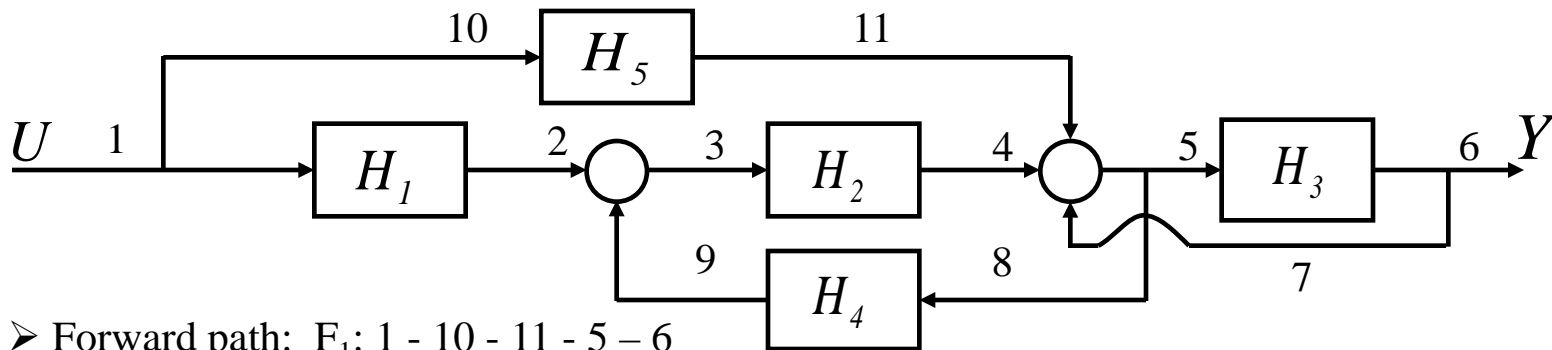 10 H5 11
U 1 H1 2 3 H2 4 5 H3 6 Y
9 H4 8 7
➢ Forward path: F1: 1 - 10 - 11 - 5 – 6